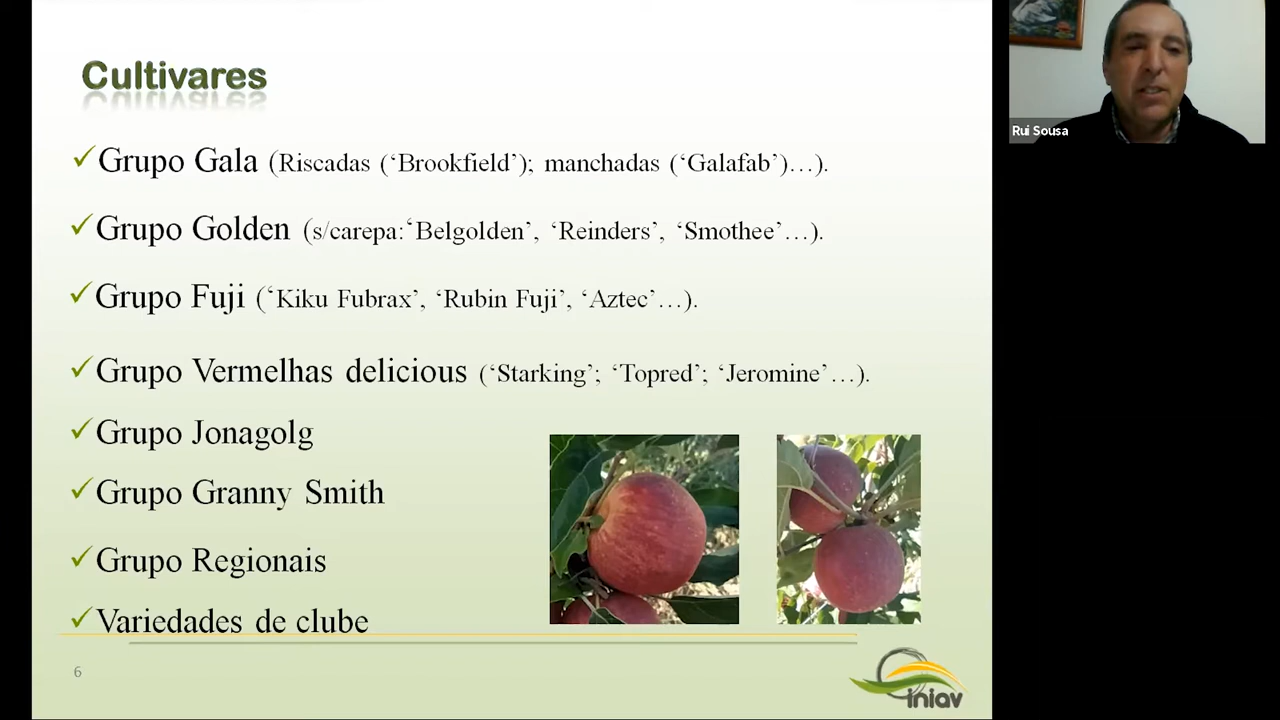 Cultivares
Rui Sousa
✓Grupo Gala (Riscadas (‘Brookfield’); manchadas (‘Galafab’)…).
✓Grupo Golden (s/carepa:‘Belgolden’, ‘Reinders’, ‘Smothee’…).
✓Grupo Fuji (‘Kiku Fubrax’, ‘Rubin Fuji’, ‘Aztec’…).
✓Grupo Vermelhas delicious (‘Starking’; ‘Topred’; ‘Jeromine’…).
✓Grupo Jonagolg
✓Grupo Granny Smith
✓Grupo Regionais
✓Variedades de clube
6
iniav